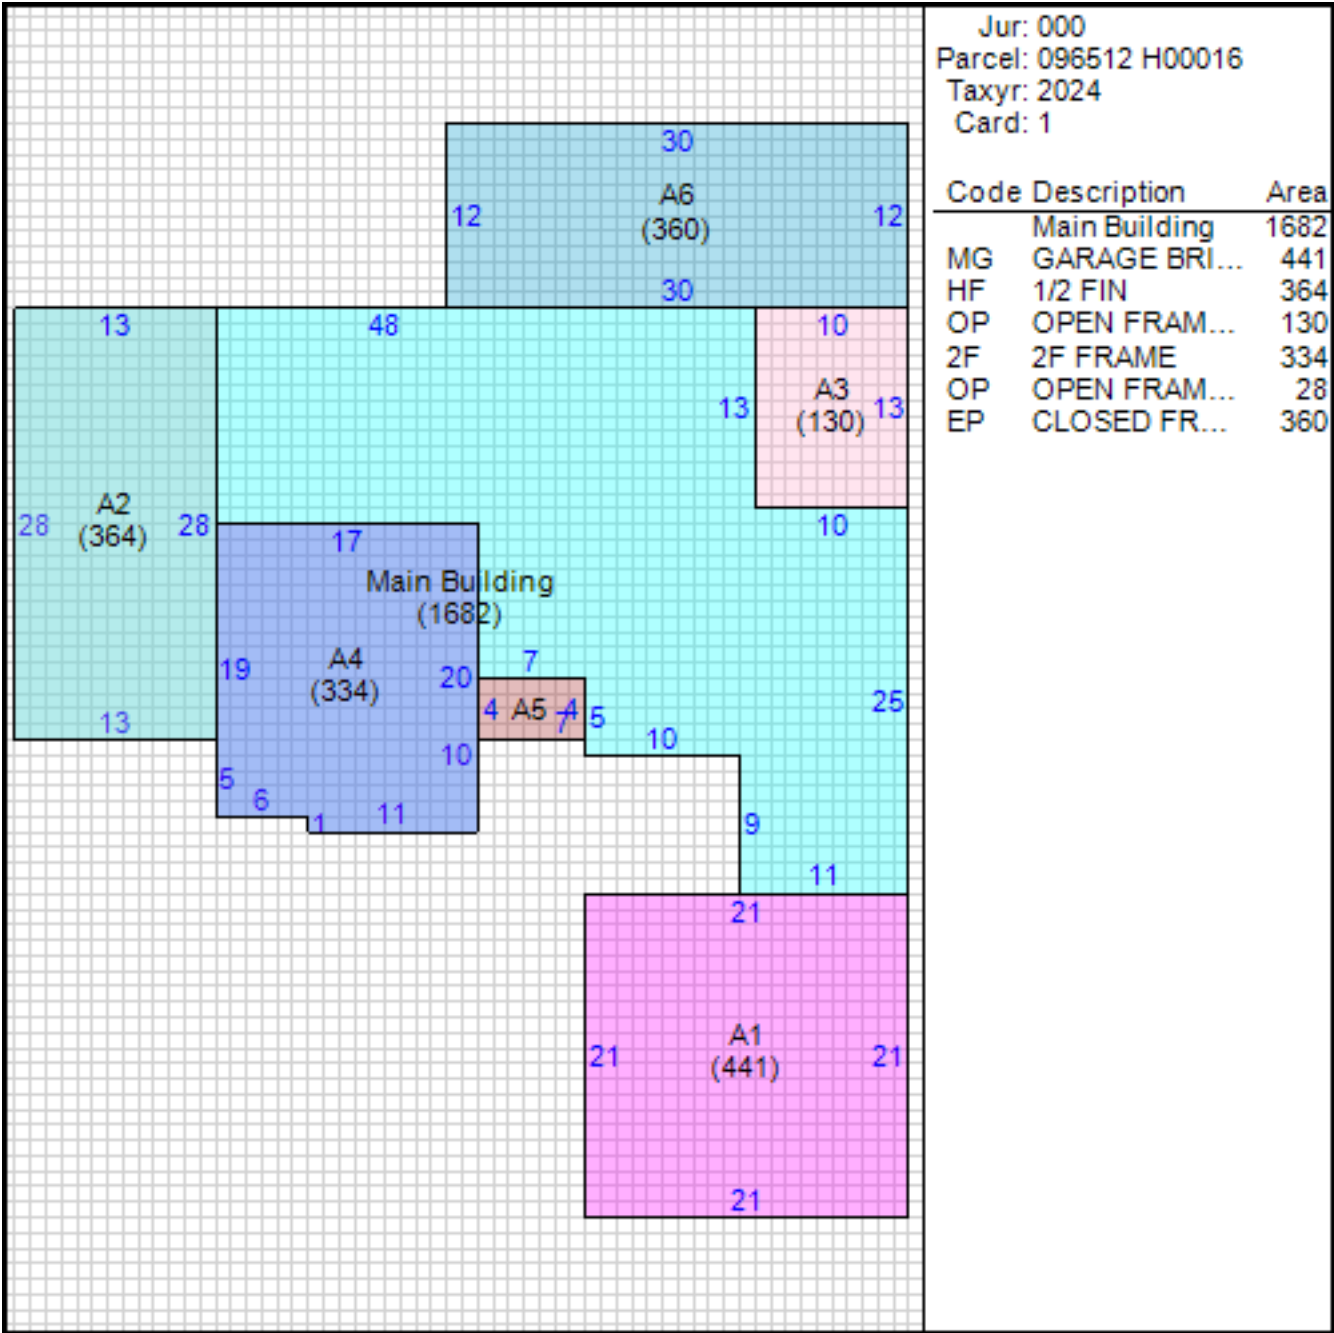 Jur: 000
Parcel: 096512 H00016
Taxyr: 2024
Card: 1
Code Description Area
Main Building 1682
MG GARAGE BRI... 441
HF 1/2 FIN 364
OP OPEN FRAM... 130
2F 2F FRAME 334
OP OPEN FRAM... 28
EP CLOSED FR... 360
30
A6
12 12
(360)
30
13 48 10
A3
13 13
(130)
A2
28 28
(364)
10
17
Main Building
(1682)
7
A4
19 20
(334)
25
4 A5 7 4 5
13
10
10
5
6 11
1 9
11
21
A1
21 21
(441)
21